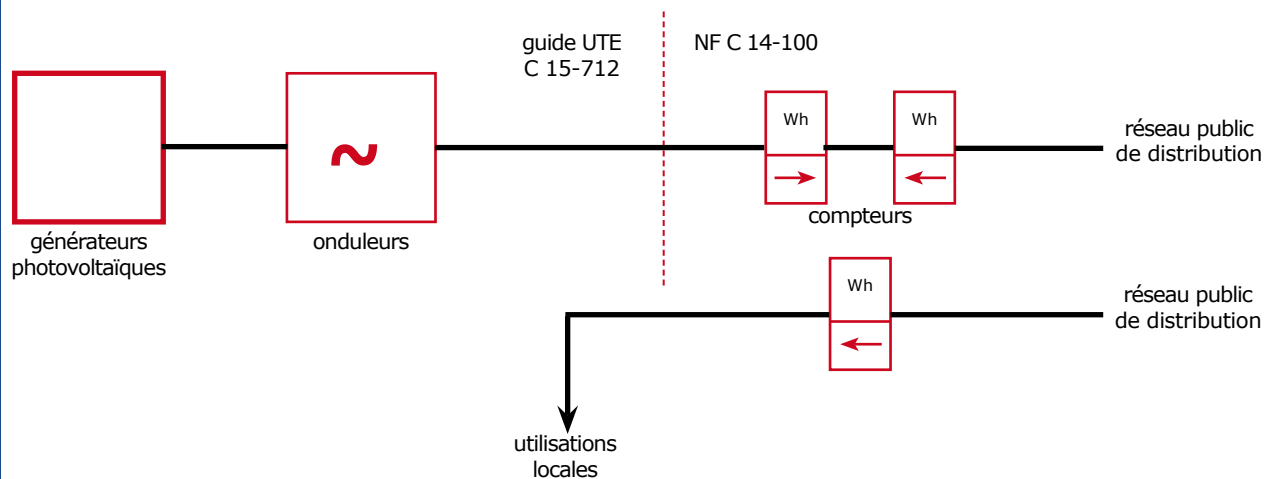 guide UTE
C 15-712
NF C 14-100
Wh
Wh
réseau public
de distribution
compteurs
générateurs
photovoltaïques
onduleurs
Wh
réseau public
de distribution
utilisations
locales